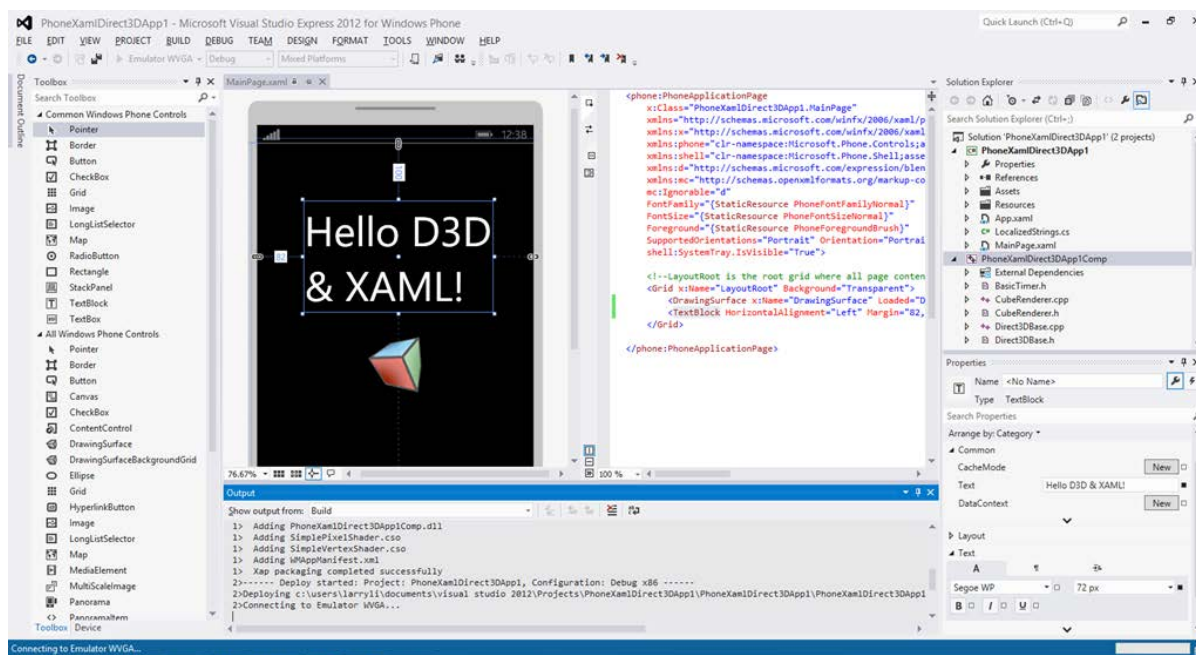 PhoneXamlDirect3DApp1 - Microsoft Visual Studio Express 2012 for Windows Phone
Quick Launch (Ctrl+Q)
FILE EDIT VIEW PROJECT BUILD DEBUG TEAM DESIGN FORMAT TOOLS WINDOW HELP
Emulator WVGA Debug Mixed Platforms
Document Outline
Toolbox
Search Toolbox
Common Windows Phone Controls
Pointer
Border
Button
CheckBox
Grid
Image
LongListSelector
Map
RadioButton
Rectangle
StackPanel
TextBlock
TextBox
All Windows Phone Controls
Pointer
Border
Button
Canvas
CheckBox
ContentControl
DrawingSurface
DrawingSurfaceBackgroundGrid
Ellipse
Grid
HyperlinkButton
Image
LongListSelector
Map
MediaElement
MultiScaleImage
Panorama
PanoramaItem
Toolbox Device
MainPage.xaml
12:38
100
82
Hello D3D
& XAML!
76.67%
<phone:PhoneApplicationPage
x:Class="PhoneXamlDirect3DApp1.MainPage"
xmlns="http://schemas.microsoft.com/winfx/2006/xaml/p
xmlns:x="http://schemas.microsoft.com/winfx/2006/xaml
xmlns:phone="clr-namespace:Microsoft.Phone.Controls;a
xmlns:shell="clr-namespace:Microsoft.Phone.Shell;asse
xmlns:d="http://schemas.microsoft.com/expression/blen
xmlns:mc="http://schemas.openxmlformats.org/markup-co
mc:Ignorable="d"
FontFamily="{StaticResource PhoneFontFamilyNormal}"
FontSize="{StaticResource PhoneFontSizeNormal}"
Foreground="{StaticResource PhoneForegroundBrush}"
SupportedOrientations="Portrait" Orientation="Portrai
shell:SystemTray.IsVisible="True">
<!--LayoutRoot is the root grid where all page conten
<Grid x:Name="LayoutRoot" Background="Transparent">
<DrawingSurface x:Name="DrawingSurface" Loaded="D
<TextBlock HorizontalAlignment="Left" Margin="82,
</Grid>
</phone:PhoneApplicationPage>
100 %
Output
Show output from: Build
1> Adding PhoneXamlDirect3DApp1Comp.dll
1> Adding SimplePixelShader.cso
1> Adding SimpleVertexShader.cso
1> Adding WMAppManifest.xml
1> Xap packaging completed successfully
2>------ Deploy started: Project: PhoneXamlDirect3DApp1, Configuration: Debug x86 ------
2>Deploying c:\users\larryli\documents\visual studio 2012\Projects\PhoneXamlDirect3DApp1\PhoneXamlDirect3DApp1\PhoneXamlDirect3DApp1
2>Connecting to Emulator WVGA...
Solution Explorer
Search Solution Explorer (Ctrl+;)
Solution 'PhoneXamlDirect3DApp1' (2 projects)
PhoneXamlDirect3DApp1
Properties
References
Assets
Resources
App.xaml
LocalizedStrings.cs
MainPage.xaml
PhoneXamlDirect3DApp1Comp
External Dependencies
BasicTimer.h
CubeRenderer.cpp
CubeRenderer.h
Direct3DBase.cpp
Direct3DBase.h
Properties
Name <No Name>
Type TextBlock
Search Properties
Arrange by: Category
Common
CacheMode New
Text Hello D3D & XAML!
DataContext New
Layout
Text
A ¶
Segoe WP 72 px
B I U
Connecting to Emulator WVGA...